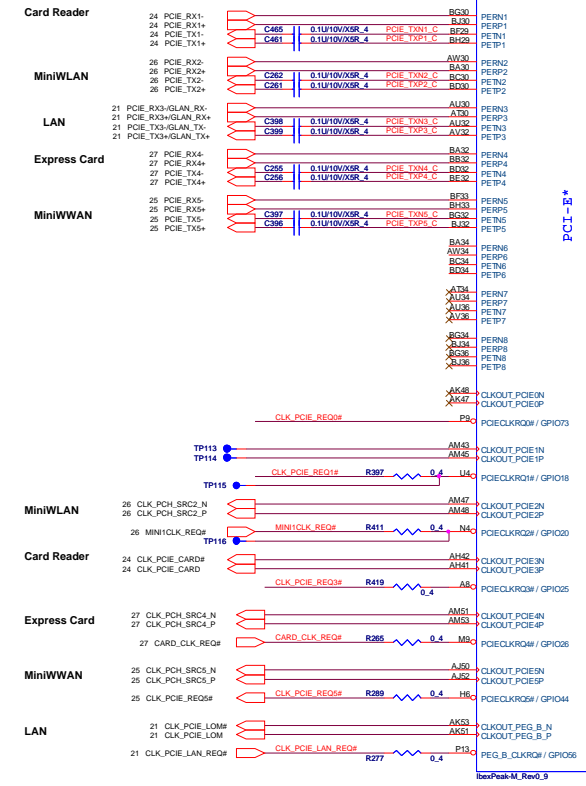 Card Reader
24 PCIE_RX1- BG30 PERN1
24 PCIE_RX1+ BJ30 PERP1
24 PCIE_TX1- C465 0.1U/10V/X5R_4 PCIE_TXN1_C BF29 PETN1
24 PCIE_TX1+ C461 0.1U/10V/X5R_4 PCIE_TXP1_C BH29 PETP1
MiniWLAN
26 PCIE_RX2- AW30 PERN2
26 PCIE_RX2+ BA30 PERP2
26 PCIE_TX2- C262 0.1U/10V/X5R_4 PCIE_TXN2_C BC30 PETN2
26 PCIE_TX2+ C261 0.1U/10V/X5R_4 PCIE_TXP2_C BD30 PETP2
LAN
21 PCIE_RX3-/GLAN_RX- AU30 PERN3
21 PCIE_RX3+/GLAN_RX+ AT30 PERP3
21 PCIE_TX3-/GLAN_TX- C398 0.1U/10V/X5R_4 PCIE_TXN3_C AU32 PETN3
21 PCIE_TX3+/GLAN_TX+ C399 0.1U/10V/X5R_4 PCIE_TXP3_C AV32 PETP3
Express Card
27 PCIE_RX4- BA32 PERN4
27 PCIE_RX4+ BB32 PERP4
27 PCIE_TX4- C255 0.1U/10V/X5R_4 PCIE_TXN4_C BD32 PETN4
27 PCIE_TX4+ C256 0.1U/10V/X5R_4 PCIE_TXP4_C BE32 PETP4
MiniWWAN
25 PCIE_RX5- BF33 PERN5
25 PCIE_RX5+ BH33 PERP5
25 PCIE_TX5- C397 0.1U/10V/X5R_4 PCIE_TXN5_C BG32 PETN5
25 PCIE_TX5+ C396 0.1U/10V/X5R_4 PCIE_TXP5_C BJ32 PETP5
PCI-E*
BA34 PERN6
AW34 PERP6
BC34 PETN6
BD34 PETP6
AT34 PERN7
AU34 PERP7
AU36 PETN7
AV36 PETP7
BG34 PERN8
BJ34 PERP8
BG36 PETN8
BJ36 PETP8
AK48 CLKOUT_PCIE0N
AK47 CLKOUT_PCIE0P
CLK_PCIE_REQ0# P9 PCIECLKRQ0# / GPIO73
TP113 AM43 CLKOUT_PCIE1N
TP114 AM45 CLKOUT_PCIE1P
CLK_PCIE_REQ1# R397 0_4 U4 PCIECLKRQ1# / GPIO18
TP115
MiniWLAN
26 CLK_PCH_SRC2_N AM47 CLKOUT_PCIE2N
26 CLK_PCH_SRC2_P AM48 CLKOUT_PCIE2P
26 MINI1CLK_REQ# MINI1CLK_REQ# R411 0_4 N4 PCIECLKRQ2# / GPIO20
TP116
Card Reader
24 CLK_PCIE_CARD# AH42 CLKOUT_PCIE3N
24 CLK_PCIE_CARD AH41 CLKOUT_PCIE3P
CLK_PCIE_REQ3# R419 0_4 A8 PCIECLKRQ3# / GPIO25
Express Card
27 CLK_PCH_SRC4_N AM51 CLKOUT_PCIE4N
27 CLK_PCH_SRC4_P AM53 CLKOUT_PCIE4P
27 CARD_CLK_REQ# CARD_CLK_REQ# R265 0_4 M9 PCIECLKRQ4# / GPIO26
MiniWWAN
25 CLK_PCH_SRC5_N AJ50 CLKOUT_PCIE5N
25 CLK_PCH_SRC5_P AJ52 CLKOUT_PCIE5P
25 CLK_PCIE_REQ5# CLK_PCIE_REQ5# R289 0_4 H6 PCIECLKRQ5# / GPIO44
LAN
21 CLK_PCIE_LOM# AK53 CLKOUT_PEG_B_N
21 CLK_PCIE_LOM AK51 CLKOUT_PEG_B_P
21 CLK_PCIE_LAN_REQ# CLK_PCIE_LAN_REQ# R277 0_4 P13 PEG_B_CLKRQ# / GPIO56
IbexPeak-M_Rev0_9